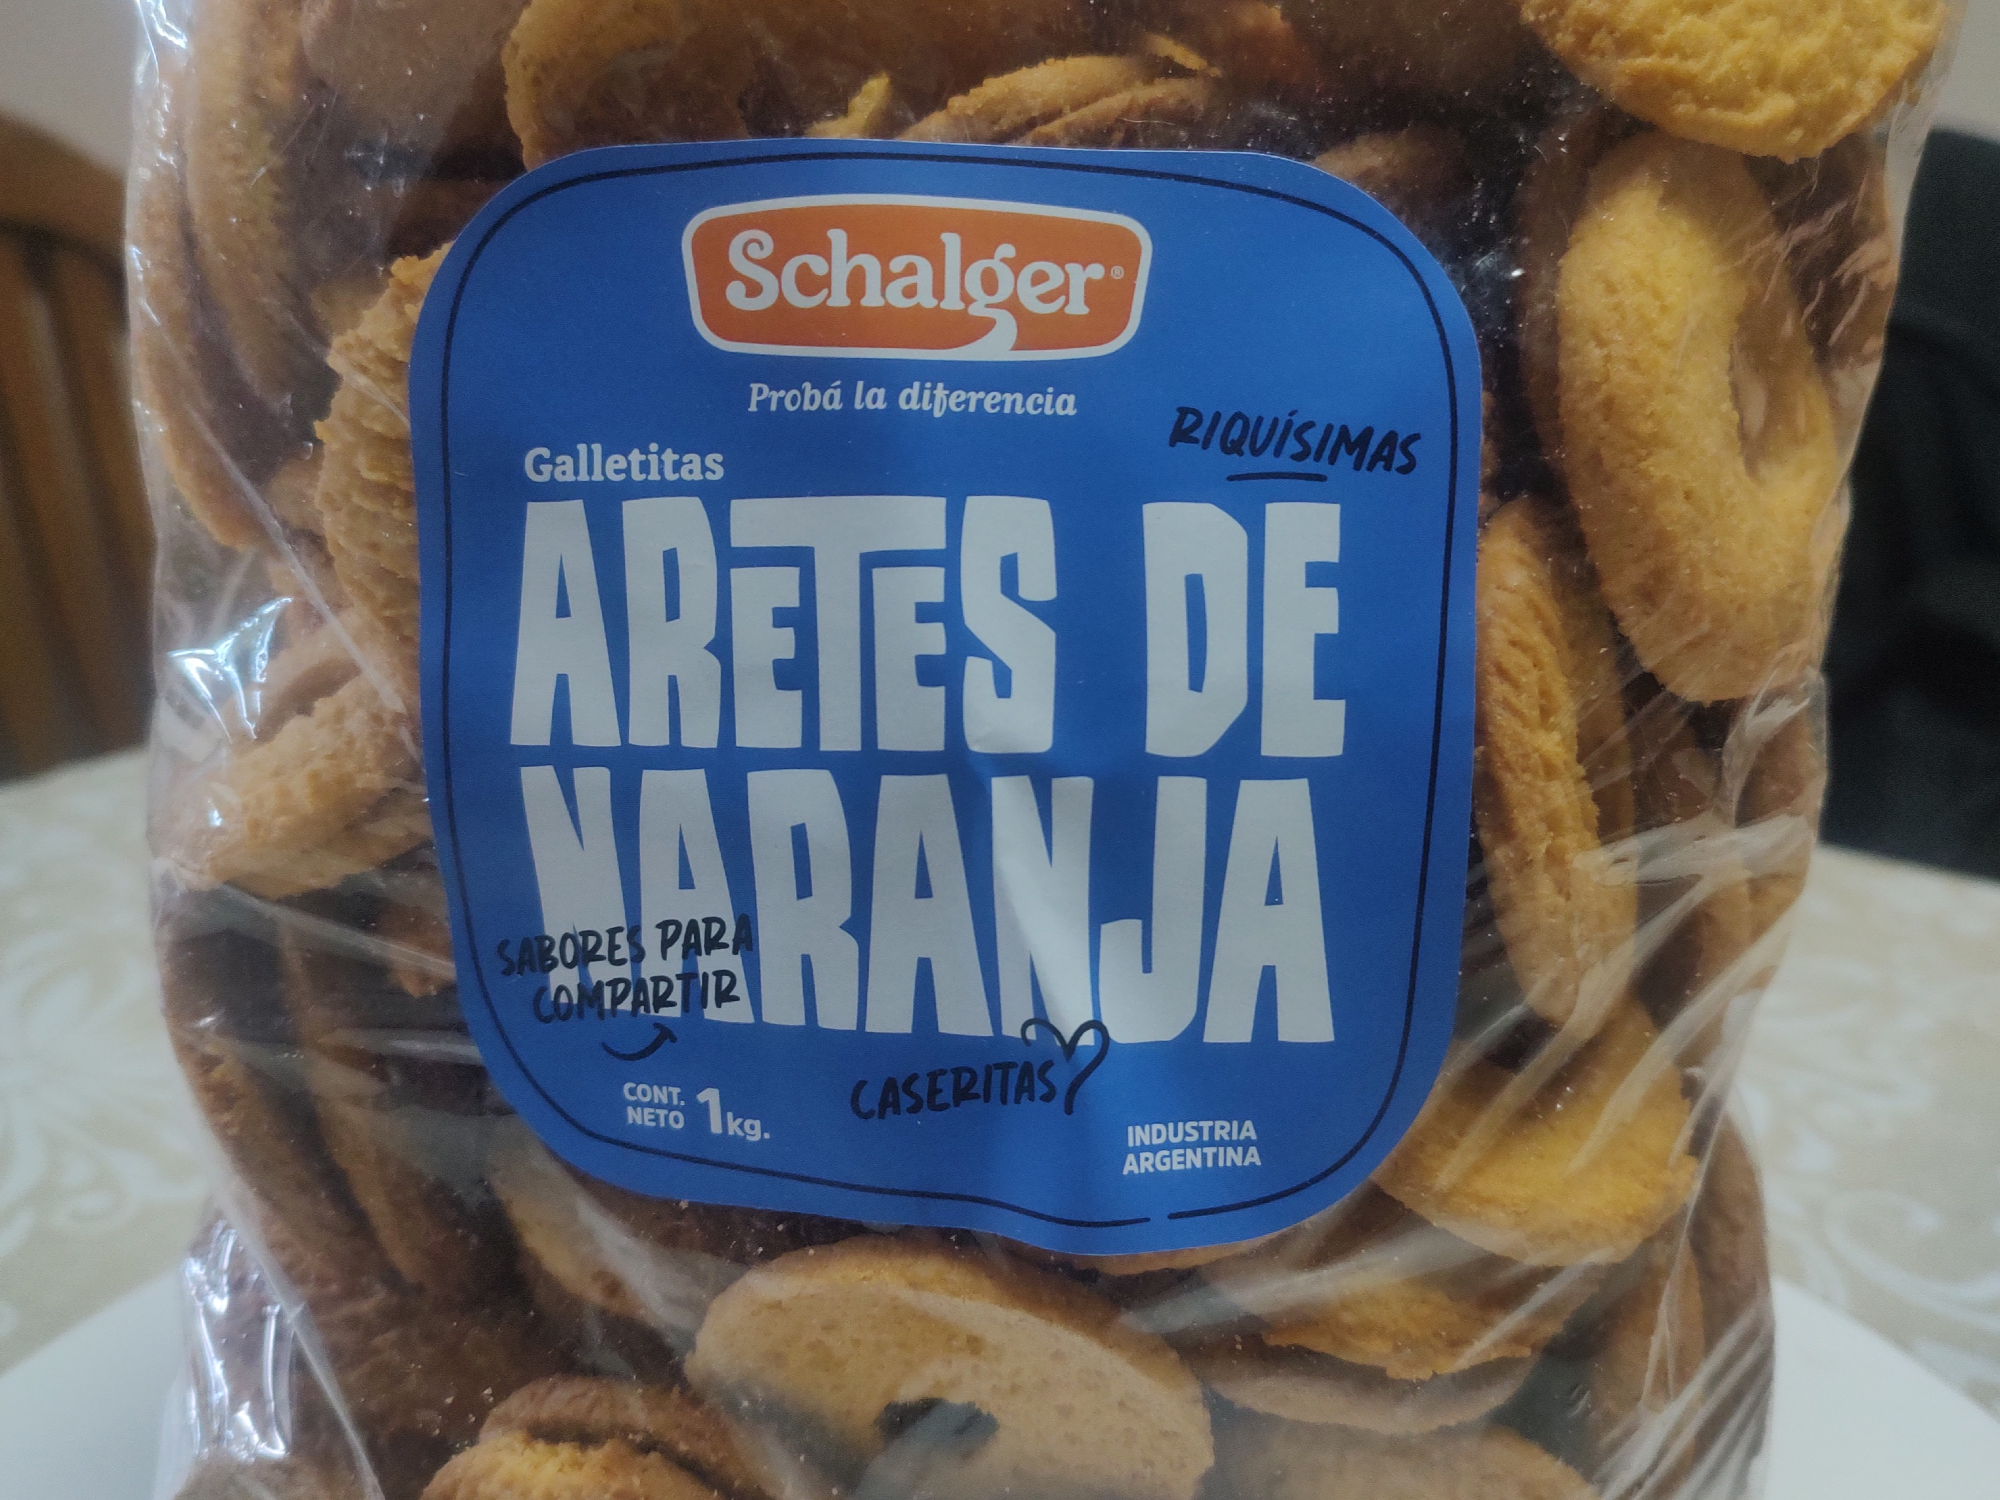 Schalger®
Probá la diferencia
RIQUÍSIMAS
Galletitas
ARETES DE
NARANJA
SABORES PARA
COMPARTIR
CASERITAS
CONT.
NETO 1kg.
INDUSTRIA
ARGENTINA